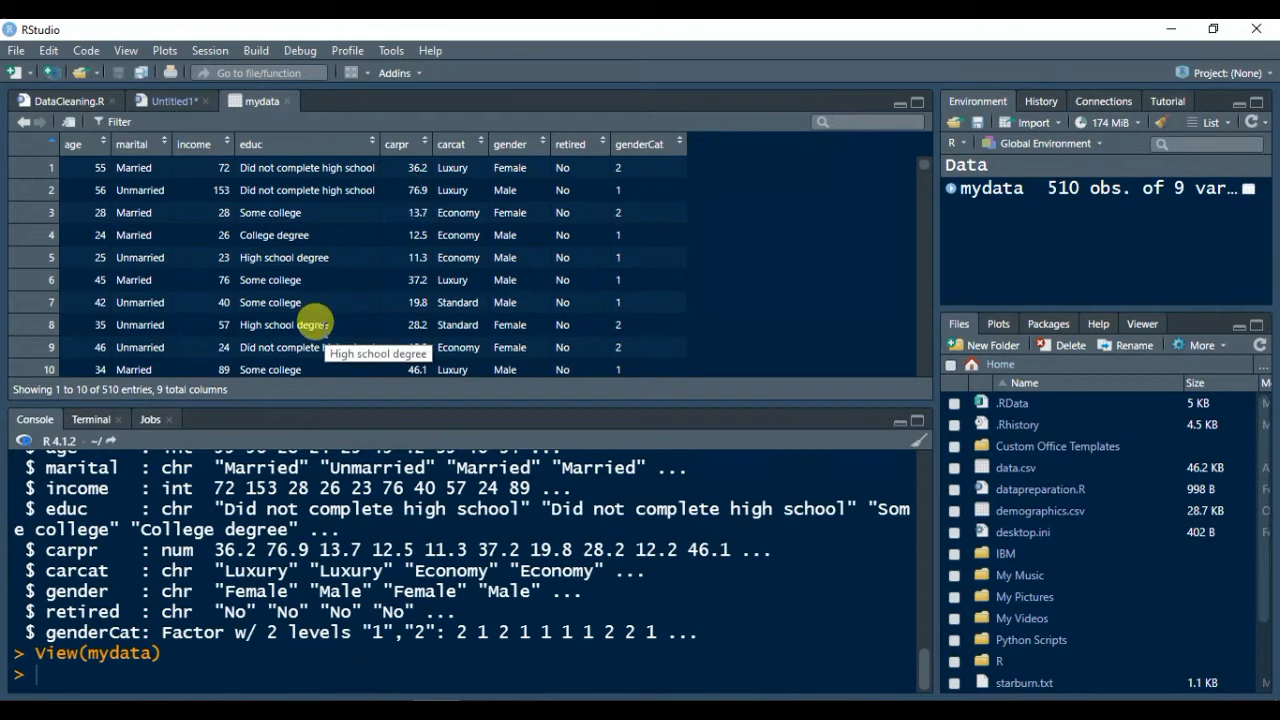 RStudio
File Edit View Plots Session Build Debug Profile Tools Help
Go to file/function Addins Project: (None)
DataCleaning.R Untitled1* mydata
Filter
age marital income educ carpr carcat gender retired genderCat
1 55 Married 72 Did not complete high school 36.2 Luxury Female No 2
2 56 Unmarried 153 Did not complete high school 76.9 Luxury Male No 1
3 28 Married 28 Some college 13.7 Economy Female No 2
4 24 Married 26 College degree 12.5 Economy Male No 1
5 25 Unmarried 23 High school degree 11.3 Economy Male No 1
6 45 Married 76 Some college 37.2 Luxury Male No 1
7 42 Unmarried 40 Some college 19.8 Standard Male No 1
8 35 Unmarried 57 High school degree 28.2 Standard Female No 2
9 46 Unmarried 24 Did not complete Economy Female No 2
High school degree
10 34 Married 89 Some college 46.1 Luxury Male No 1
Showing 1 to 10 of 510 entries, 9 total columns
Console Terminal Jobs
R 4.1.2 · ~/
$ marital : chr "Married" "Unmarried" "Married" "Married" ...
$ income : int 72 153 28 26 23 76 40 57 24 89 ...
$ educ : chr "Did not complete high school" "Did not complete high school" "Som
e college" "College degree" ...
$ carpr : num 36.2 76.9 13.7 12.5 11.3 37.2 19.8 28.2 12.2 46.1 ...
$ carcat : chr "Luxury" "Luxury" "Economy" "Economy" ...
$ gender : chr "Female" "Male" "Female" "Male" ...
$ retired : chr "No" "No" "No" "No" ...
$ genderCat: Factor w/ 2 levels "1","2": 2 1 2 1 1 1 1 2 2 1 ...
> View(mydata)
>
Environment History Connections Tutorial
Import 174 MiB List
R Global Environment
Data
mydata 510 obs. of 9 var...
Files Plots Packages Help Viewer
New Folder Delete Rename More
Home ...
Name Size
.RData 5 KB
.Rhistory 4.5 KB
Custom Office Templates
data.csv 46.2 KB
datapreparation.R 998 B
demographics.csv 28.7 KB
desktop.ini 402 B
IBM
My Music
My Pictures
My Videos
Python Scripts
R
starburn.txt 1.1 KB